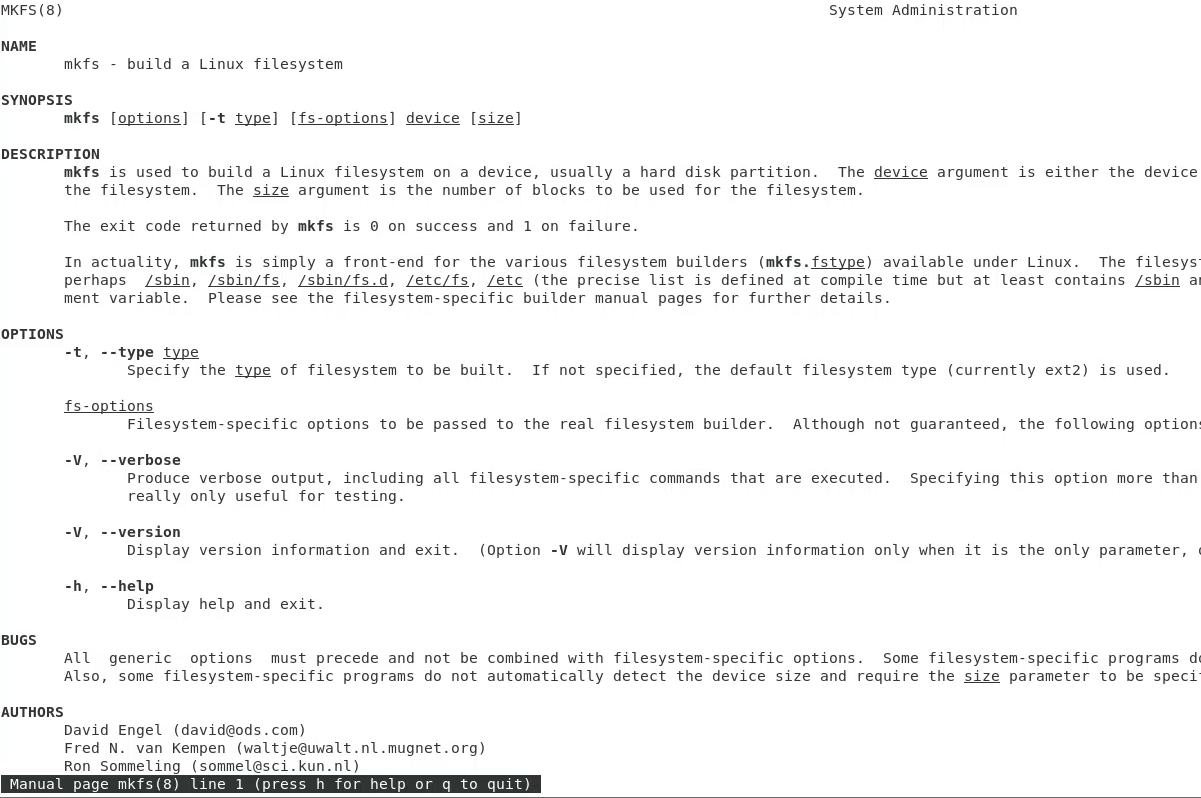 MKFS(8) System Administration
NAME
mkfs - build a Linux filesystem
SYNOPSIS
mkfs [options] [-t type] [fs-options] device [size]
DESCRIPTION
mkfs is used to build a Linux filesystem on a device, usually a hard disk partition.  The device argument is either the device
the filesystem.  The size argument is the number of blocks to be used for the filesystem.
The exit code returned by mkfs is 0 on success and 1 on failure.
In actuality, mkfs is simply a front-end for the various filesystem builders (mkfs.fstype) available under Linux.  The filesyst
perhaps  /sbin, /sbin/fs, /sbin/fs.d, /etc/fs, /etc (the precise list is defined at compile time but at least contains /sbin an
ment variable.  Please see the filesystem-specific builder manual pages for further details.
OPTIONS
-t, --type type
Specify the type of filesystem to be built.  If not specified, the default filesystem type (currently ext2) is used.
fs-options
Filesystem-specific options to be passed to the real filesystem builder.  Although not guaranteed, the following options
-V, --verbose
Produce verbose output, including all filesystem-specific commands that are executed.  Specifying this option more than
really only useful for testing.
-V, --version
Display version information and exit.  (Option -V will display version information only when it is the only parameter,
-h, --help
Display help and exit.
BUGS
All  generic  options  must precede and not be combined with filesystem-specific options.  Some filesystem-specific programs do
Also, some filesystem-specific programs do not automatically detect the device size and require the size parameter to be speci
AUTHORS
David Engel (david@ods.com)
Fred N. van Kempen (waltje@uwalt.nl.mugnet.org)
Ron Sommeling (sommel@sci.kun.nl)
Manual page mkfs(8) line 1 (press h for help or q to quit)